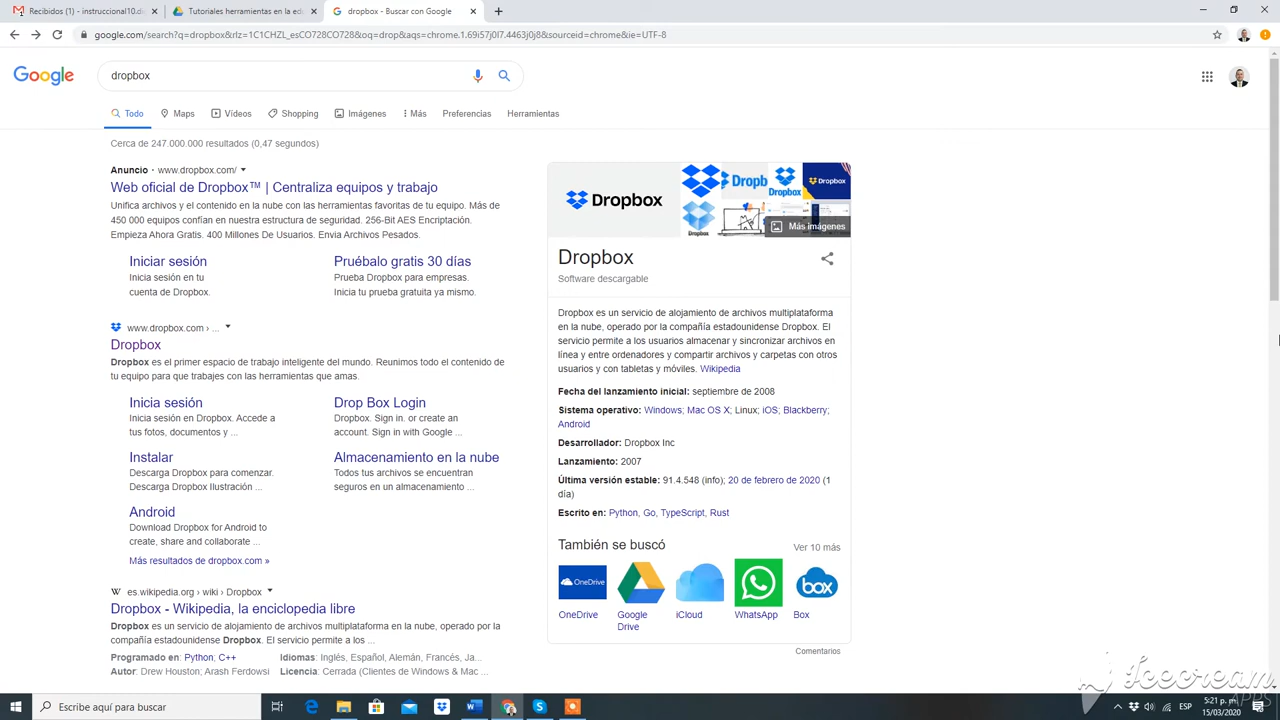 Recibidos (1) - instruccional10.di
Tutoriales herramientas en la ed
dropbox - Buscar con Google
google.com/search?q=dropbox&rlz=1C1CHZL_esCO728CO728&oq=drop&aqs=chrome.1.69i57j0l7.4463j0j8&sourceid=chrome&ie=UTF-8
Google
dropbox
Todo
Maps
Vídeos
Shopping
Imágenes
Más
Preferencias
Herramientas
Cerca de 247.000.000 resultados (0,47 segundos)
Anuncio · www.dropbox.com/
Web oficial de Dropbox™ | Centraliza equipos y trabajo
Unifica archivos y el contenido en la nube con las herramientas favoritas de tu equipo. Más de
450 000 equipos confían en nuestra estructura de seguridad. 256-Bit AES Encriptación.
Comienza Ahora Gratis. 400 Millones De Usuarios. Envia Archivos Pesados.
Iniciar sesión
Inicia sesión en tu
cuenta de Dropbox.
Pruébalo gratis 30 días
Prueba Dropbox para empresas.
Inicia tu prueba gratuita ya mismo.
www.dropbox.com › ...
Dropbox
Dropbox es el primer espacio de trabajo inteligente del mundo. Reunimos todo el contenido de
tu equipo para que trabajes con las herramientas que amas.
Inicia sesión
Inicia sesión en Dropbox. Accede a
tus fotos, documentos y ...
Drop Box Login
Dropbox. Sign in. or create an
account. Sign in with Google ...
Instalar
Descarga Dropbox para comenzar.
Descarga Dropbox Ilustración ...
Almacenamiento en la nube
Todos tus archivos se encuentran
seguros en un almacenamiento ...
Android
Download Dropbox for Android to
create, share and collaborate ...
Más resultados de dropbox.com »
W es.wikipedia.org › wiki › Dropbox
Dropbox - Wikipedia, la enciclopedia libre
Dropbox es un servicio de alojamiento de archivos multiplataforma en la nube, operado por la
compañía estadounidense Dropbox. El servicio permite a los ...
Programado en: Python; C++
Idiomas: Inglés, Español, Alemán, Francés, Ja...
Autor: Drew Houston; Arash Ferdowsi
Licencia: Cerrada (Clientes de Windows & Mac ...
Dropbox
Dropb
Dropbox
Dropbox
Dropbox
Más imágenes
Dropbox
Software descargable
Dropbox es un servicio de alojamiento de archivos multiplataforma
en la nube, operado por la compañía estadounidense Dropbox. El
servicio permite a los usuarios almacenar y sincronizar archivos en
línea y entre ordenadores y compartir archivos y carpetas con otros
usuarios y con tabletas y móviles. Wikipedia
Fecha del lanzamiento inicial: septiembre de 2008
Sistema operativo: Windows; Mac OS X; Linux; iOS; Blackberry;
Android
Desarrollador: Dropbox Inc
Lanzamiento: 2007
Última versión estable: 91.4.548 (info); 20 de febrero de 2020 (1
día)
Escrito en: Python, Go, TypeScript, Rust
También se buscó
Ver 10 más
OneDrive
box
OneDrive
Google
Drive
iCloud
WhatsApp
Box
Comentarios
Icecream
APPS
Escribe aquí para buscar
ESP
5:21 p. m.
15/03/2020